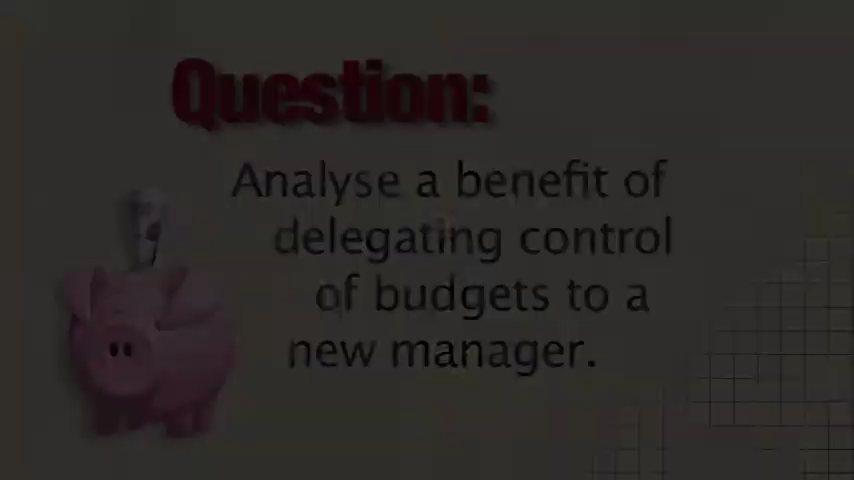 Question:
Analyse a benefit of
delegating control
of budgets to a
new manager.